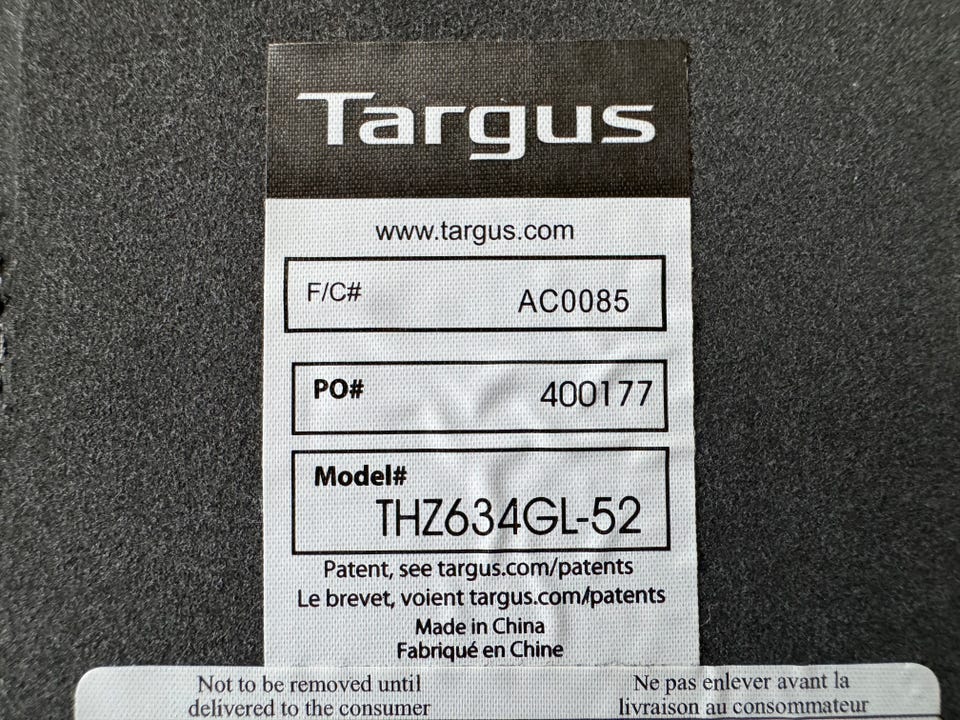 Targus
www.targus.com
F/C# AC0085
PO# 400177
Model#
THZ634GL-52
Patent, see targus.com/patents
Le brevet, voient targus.com/patents
Made in China
Fabriqué en Chine
Not to be removed until
delivered to the consumer
Ne pas enlever avant la
livraison au consommateur